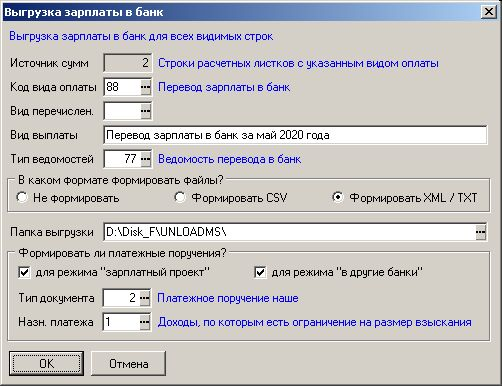 Выгрузка зарплаты в банк
Выгрузка зарплаты в банк для всех видимых строк
Источник сумм 2 Строки расчетных листков с указанным видом оплаты
Код вида оплаты 88 Перевод зарплаты в банк
Вид перечислен.
Вид выплаты Перевод зарплаты в банк за май 2020 года
Тип ведомостей 77 Ведомость перевода в банк
В каком формате формировать файлы?
Не формировать Формировать CSV Формировать XML / TXT
Папка выгрузки D:\Disk_F\UNLOADMS\
Формировать ли платежные поручения?
для режима "зарплатный проект" для режима "в другие банки"
Тип документа 2 Платежное поручение наше
Назн. платежа 1 Доходы, по которым есть ограничение на размер взыскания
OK Отмена